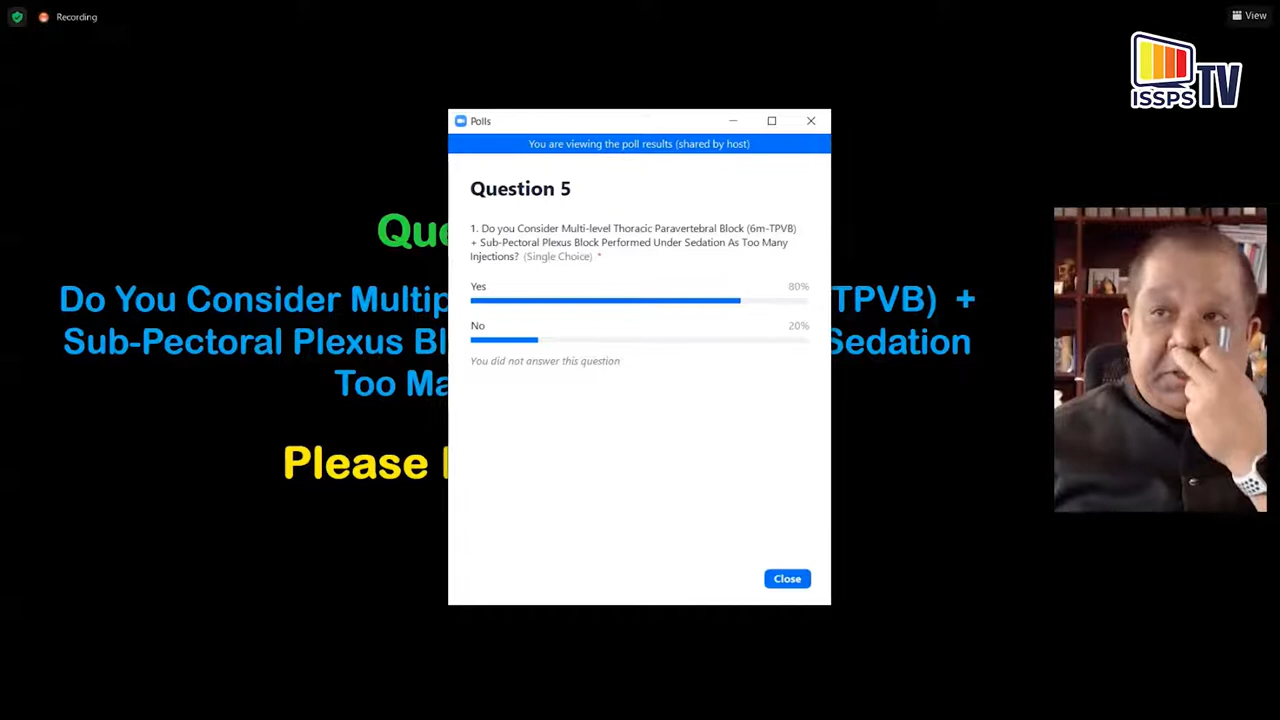 Recording
View
ISSPS TV
Polls
You are viewing the poll results (shared by host)
Question 5
1. Do you Consider Multi-level Thoracic Paravertebral Block (6m-TPVB)
+ Sub-Pectoral Plexus Block Performed Under Sedation As Too Many
Injections? (Single Choice) *
Yes 80%
No 20%
You did not answer this question
Close
Que
Do You Consider Multip TPVB) +
Sub-Pectoral Plexus Bl Sedation
Too Ma
Please